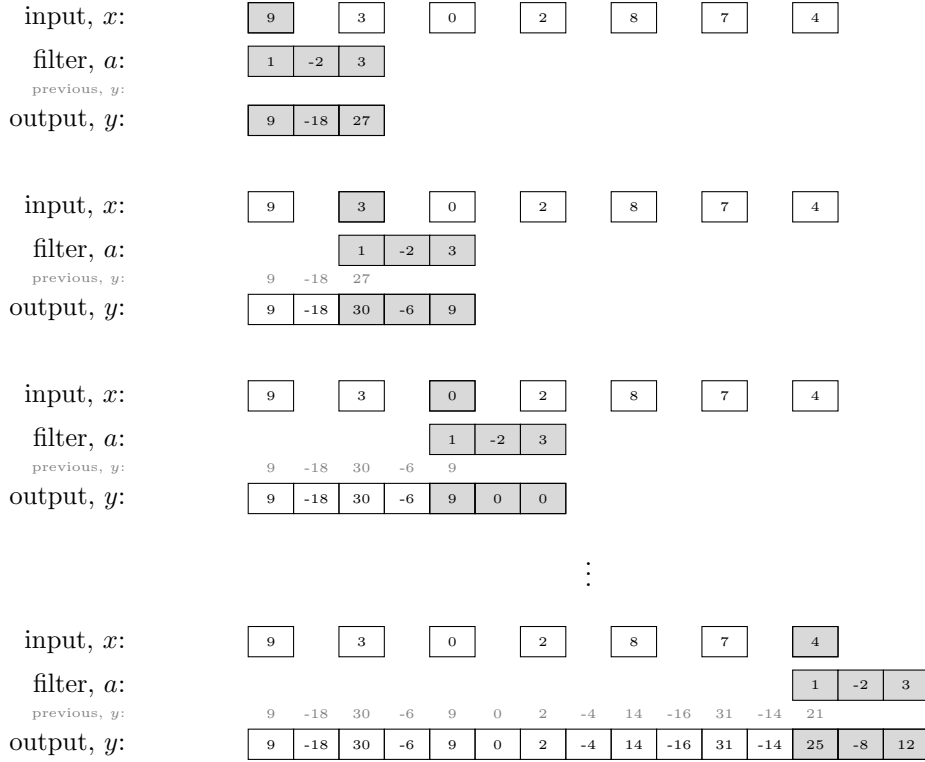 input, x: 9 3 0 2 8 7 4
filter, a: 1 -2 3
previous, y:
output, y: 9 -18 27
input, x: 9 3 0 2 8 7 4
filter, a: 1 -2 3
previous, y: 9 -18 27
output, y: 9 -18 30 -6 9
input, x: 9 3 0 2 8 7 4
filter, a: 1 -2 3
previous, y: 9 -18 30 -6 9
output, y: 9 -18 30 -6 9 0 0
⋮
input, x: 9 3 0 2 8 7 4
filter, a: 1 -2 3
previous, y: 9 -18 30 -6 9 0 2 -4 14 -16 31 -14 21
output, y: 9 -18 30 -6 9 0 2 -4 14 -16 31 -14 25 -8 12